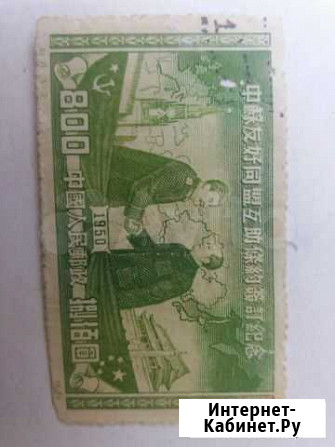 中蘇友好同盟互助條約簽訂紀念
1950
800 中國人民郵政 捌佰圓
Интернет-
Кабинет.Ру